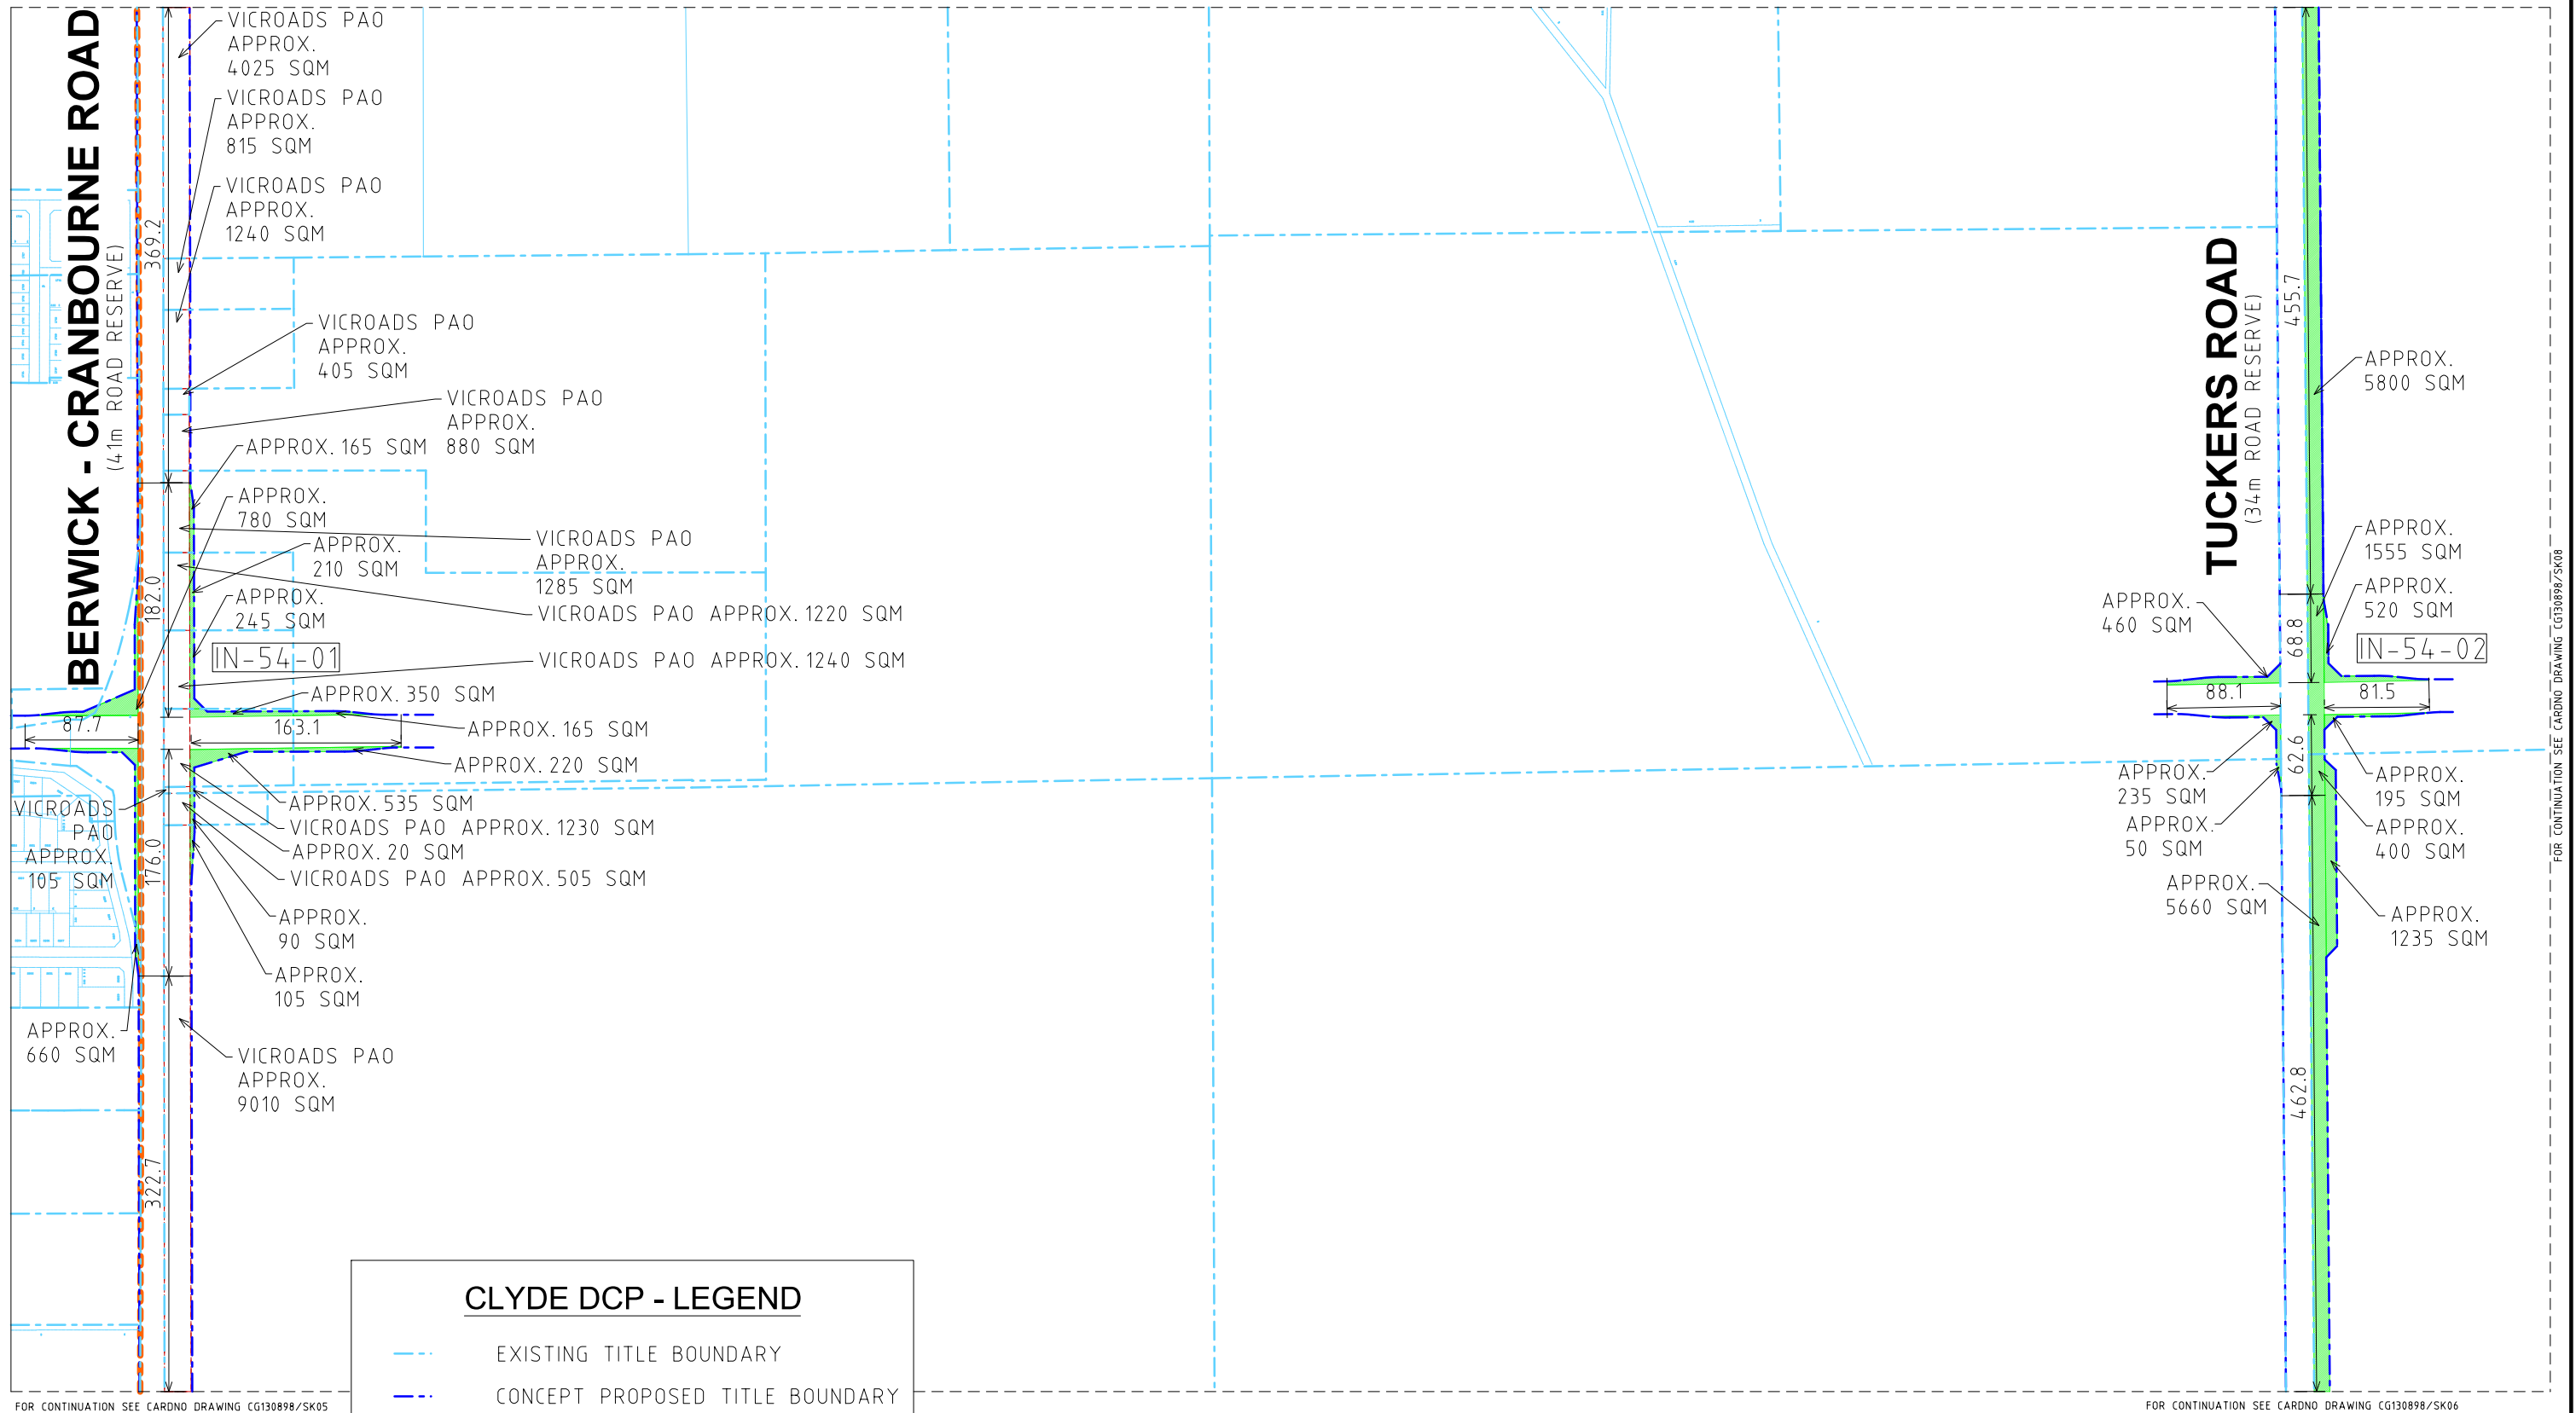 BERWICK - CRANBOURNE ROAD
(41m ROAD RESERVE)
VICROADS PAO
APPROX.
4025 SQM
VICROADS PAO
APPROX.
815 SQM
VICROADS PAO
APPROX.
1240 SQM
369.2
VICROADS PAO
APPROX.
405 SQM
VICROADS PAO
APPROX.
880 SQM
APPROX. 165 SQM
APPROX.
780 SQM
VICROADS PAO
APPROX.
1285 SQM
APPROX.
210 SQM
182.0
APPROX.
245 SQM
VICROADS PAO APPROX. 1220 SQM
IN-54-01
VICROADS PAO APPROX. 1240 SQM
APPROX. 350 SQM
87.7
163.1
APPROX. 165 SQM
APPROX. 220 SQM
VICROADS
PAO
APPROX.
105 SQM
176.0
APPROX. 535 SQM
VICROADS PAO APPROX. 1230 SQM
APPROX. 20 SQM
VICROADS PAO APPROX. 505 SQM
APPROX.
90 SQM
APPROX.
105 SQM
APPROX.
660 SQM
VICROADS PAO
APPROX.
9010 SQM
322.7
TUCKERS ROAD
(34m ROAD RESERVE)
455.7
APPROX.
5800 SQM
APPROX.
1555 SQM
APPROX.
520 SQM
APPROX.
460 SQM
68.8
IN-54-02
88.1
81.5
62.6
APPROX.
235 SQM
APPROX.
195 SQM
APPROX.
50 SQM
APPROX.
400 SQM
APPROX.
5660 SQM
APPROX.
1235 SQM
462.8
FOR CONTINUATION SEE CARDNO DRAWING CG130898/SK08
CLYDE DCP - LEGEND
EXISTING TITLE BOUNDARY
CONCEPT PROPOSED TITLE BOUNDARY
FOR CONTINUATION SEE CARDNO DRAWING CG130898/SK05
FOR CONTINUATION SEE CARDNO DRAWING CG130898/SK06